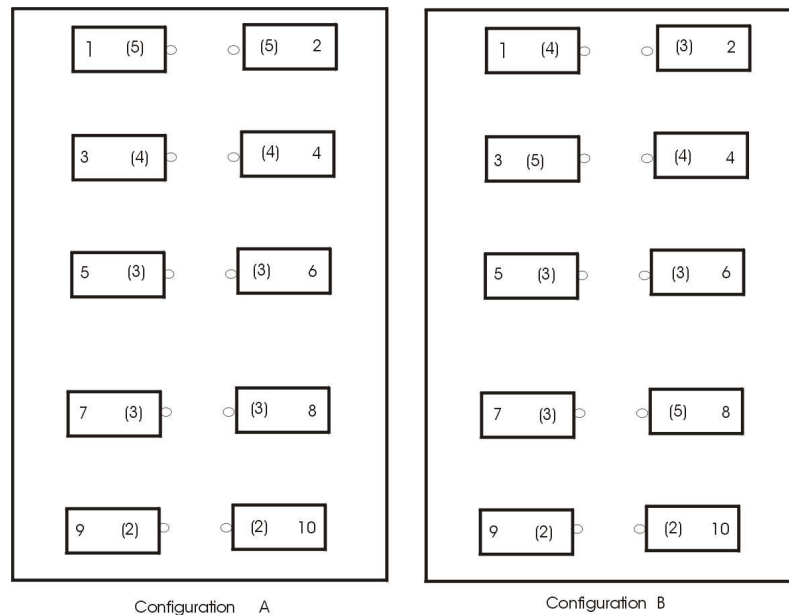 1 (5) (5) 2 1 (4) (3) 2
3 (4) (4) 4 3 (5) (4) 4
5 (3) (3) 6 5 (3) (3) 6
7 (3) (3) 8 7 (3) (5) 8
9 (2) (2) 10 9 (2) (2) 10
Configuration A Configuration B